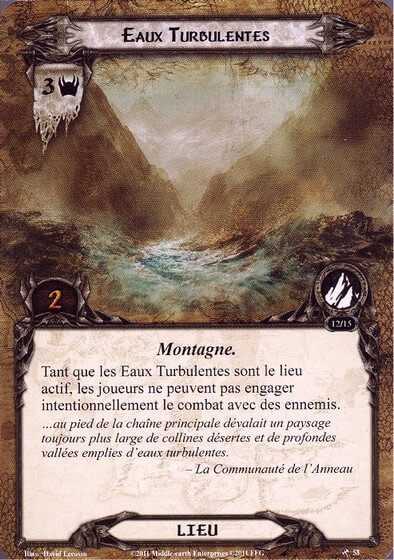 Eaux Turbulentes
3
2
12/15
Montagne.
Tant que les Eaux Turbulentes sont le lieu
actif, les joueurs ne peuvent pas engager
intentionnellement le combat avec des ennemis.
...au pied de la chaîne principale dévalait un paysage
toujours plus large de collines désertes et de profondes
vallées emplies d'eaux turbulentes.
– La Communauté de l'Anneau
LIEU
Illus. David Lecossu
©2011 Middle-earth Enterprises ©2011 FFG
58